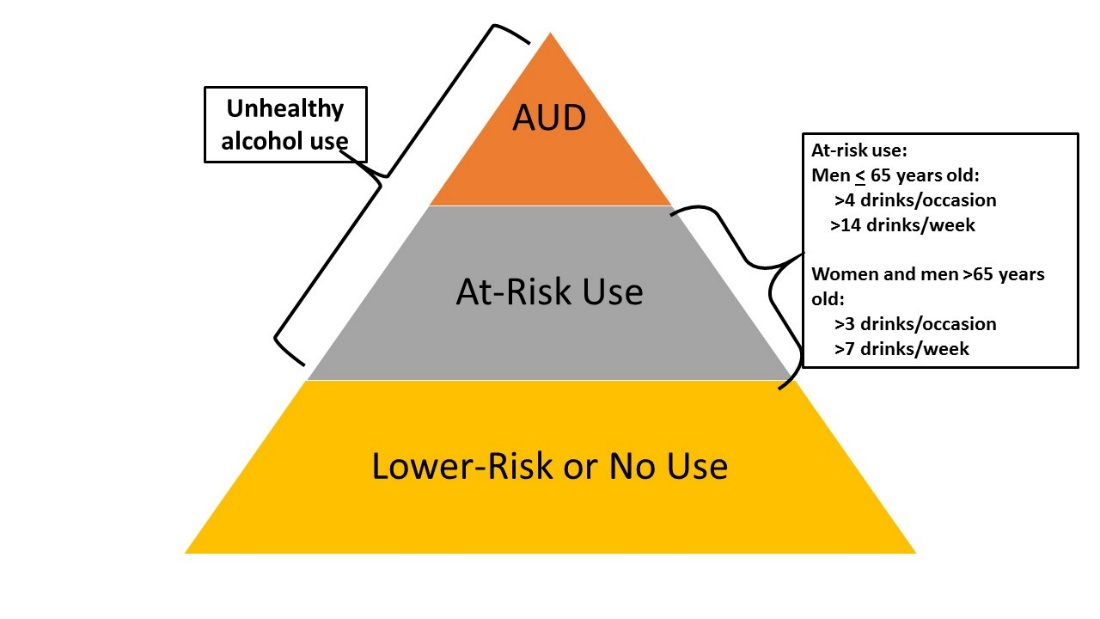 Unhealthy
alcohol use
AUD
At-Risk Use
Lower-Risk or No Use
At-risk use:
Men ≤ 65 years old:
>4 drinks/occasion
>14 drinks/week
Women and men >65 years
old:
>3 drinks/occasion
>7 drinks/week